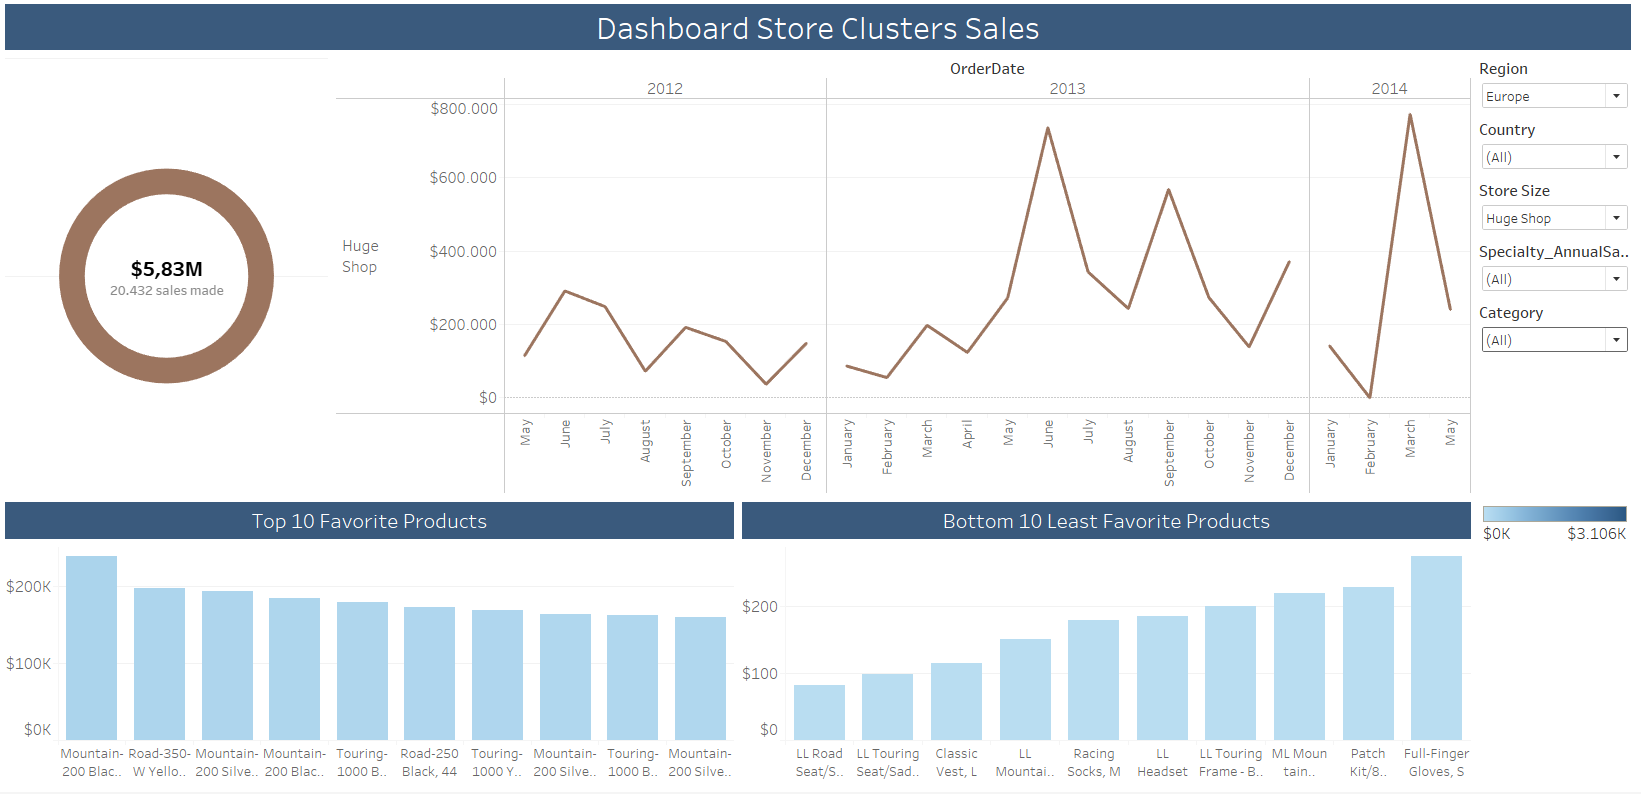 Dashboard Store Clusters Sales
$5,83M
20.432 sales made
OrderDate
2012
2013
2014
Huge
Shop
$800.000
$600.000
$400.000
$200.000
$0
May
June
July
August
September
October
November
December
January
February
March
April
May
June
July
August
September
October
November
December
January
February
March
May
Region
Europe
Country
(All)
Store Size
Huge Shop
Specialty_AnnualSa..
(All)
Category
(All)
Top 10 Favorite Products
$200K
$100K
$0K
Mountain-
200 Blac..
Road-350-
W Yello..
Mountain-
200 Silve..
Mountain-
200 Blac..
Touring-
1000 B..
Road-250
Black, 44
Touring-
1000 Y..
Mountain-
200 Silve..
Touring-
1000 B..
Mountain-
200 Silve..
Bottom 10 Least Favorite Products
$200
$100
$0
LL Road
Seat/S..
LL Touring
Seat/Sad..
Classic
Vest, L
LL
Mountai..
Racing
Socks, M
LL
Headset
LL Touring
Frame - B..
ML Moun
tain..
Patch
Kit/8..
Full-Finger
Gloves, S
$0K
$3.106K